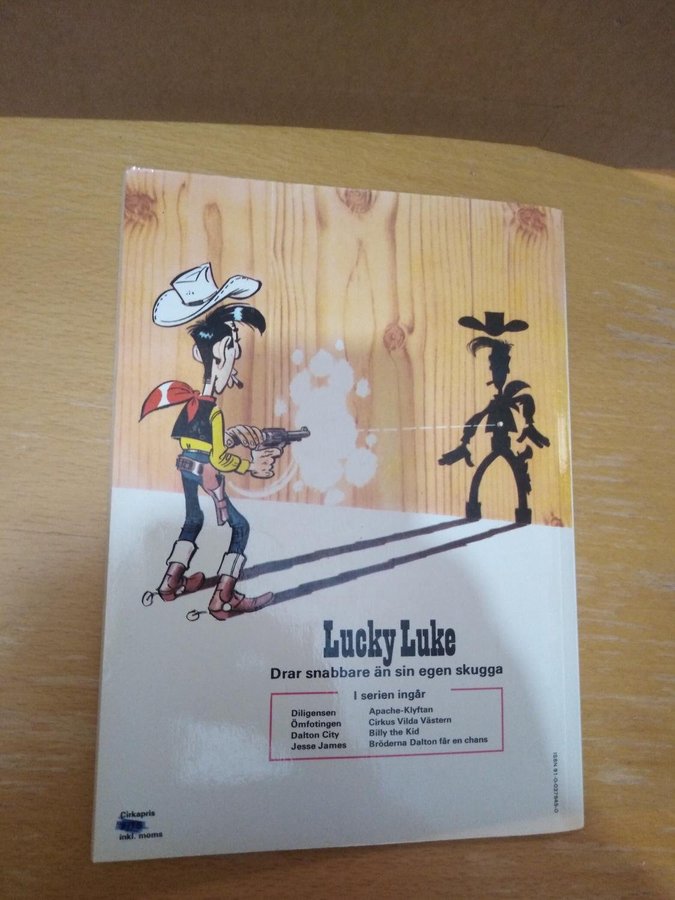 Lucky Luke
Drar snabbare än sin egen skugga
I serien ingår
Diligensen
Ömfotingen
Dalton City
Jesse James
Apache-Klyftan
Cirkus Vilda Västern
Billy the Kid
Bröderna Dalton får en chans
Cirkapris
inkl. moms